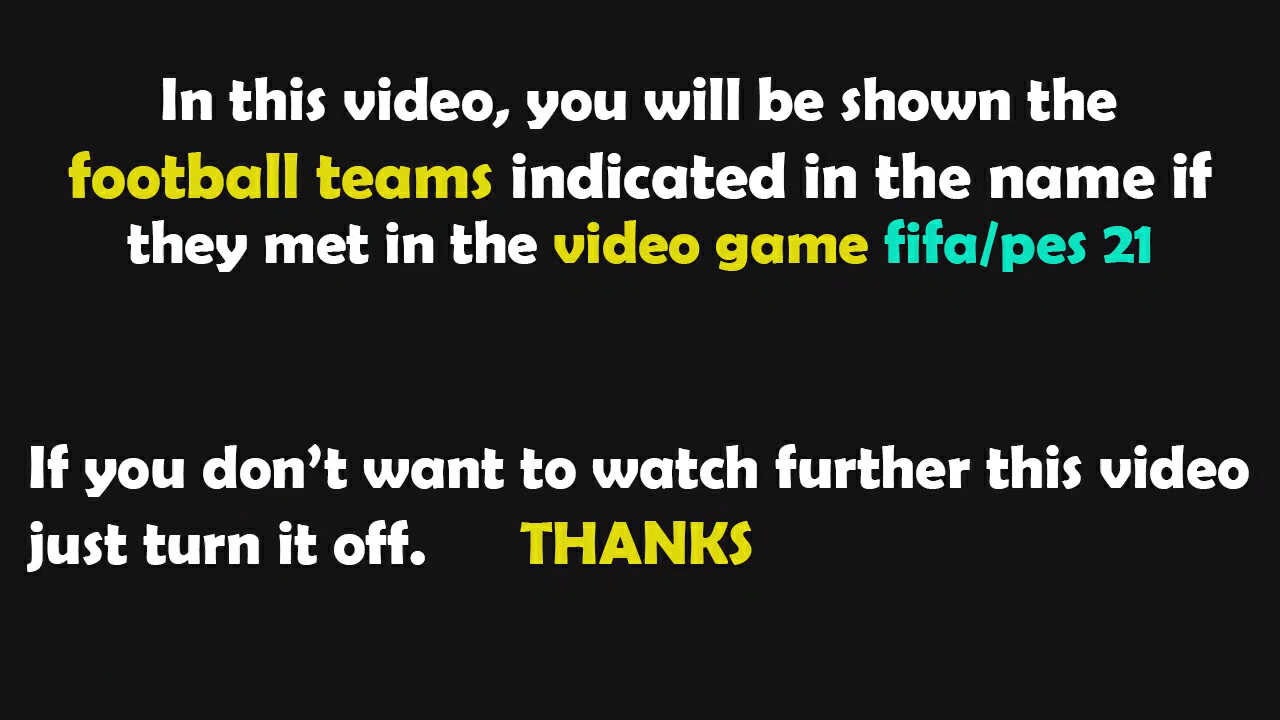 In this video, you will be shown the
football teams indicated in the name if
they met in the video game fifa/pes 21
If you don’t want to watch further this video
just turn it off. THANKS